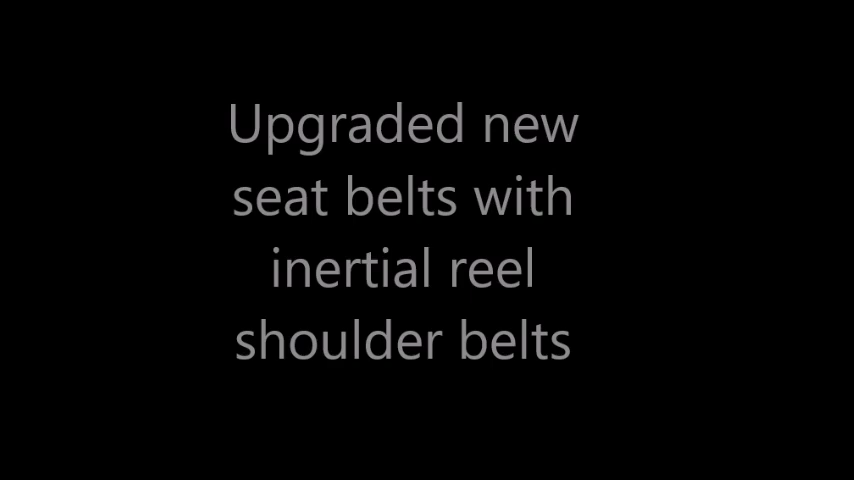 Upgraded new
seat belts with
inertial reel
shoulder belts